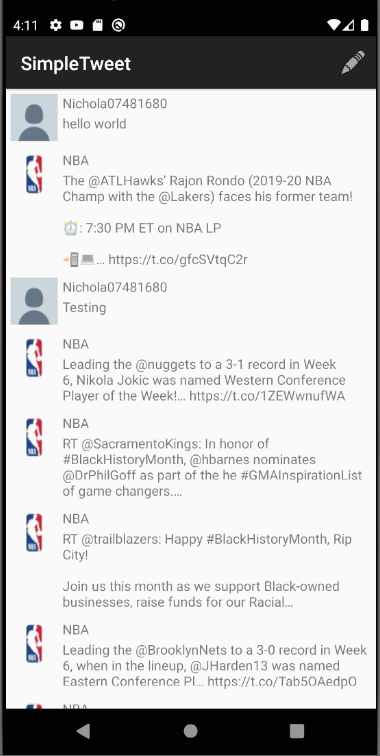 4:11
SimpleTweet
Nichola07481680
hello world
NBA
The @ATLHawks' Rajon Rondo (2019-20 NBA
Champ with the @Lakers) faces his former team!
⏰: 7:30 PM ET on NBA LP
📲💻… https://t.co/gfcSVtqC2r
Nichola07481680
Testing
NBA
Leading the @nuggets to a 3-1 record in Week
6, Nikola Jokic was named Western Conference
Player of the Week!… https://t.co/1ZEWwnufWA
NBA
RT @SacramentoKings: In honor of
#BlackHistoryMonth, @hbarnes nominates
@DrPhilGoff as part of the he #GMAInspirationList
of game changers.…
NBA
RT @trailblazers: Happy #BlackHistoryMonth, Rip
City!
Join us this month as we support Black-owned
businesses, raise funds for our Racial…
NBA
Leading the @BrooklynNets to a 3-0 record in Week
6, when in the lineup, @JHarden13 was named
Eastern Conference Pl… https://t.co/Tab5OAedpO
NBA